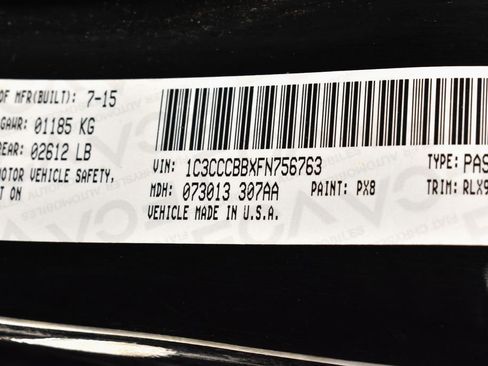 OF MFR(BUILT): 7-15
GAWR: 01185 KG
REAR: 02612 LB
MOTOR VEHICLE SAFETY,
T ON
VIN: 1C3CCCBBXFN756763
TYPE: PAS
MDH: 073013 307AA
PAINT: PX8
TRIM: RLX9
VEHICLE MADE IN U.S.A.